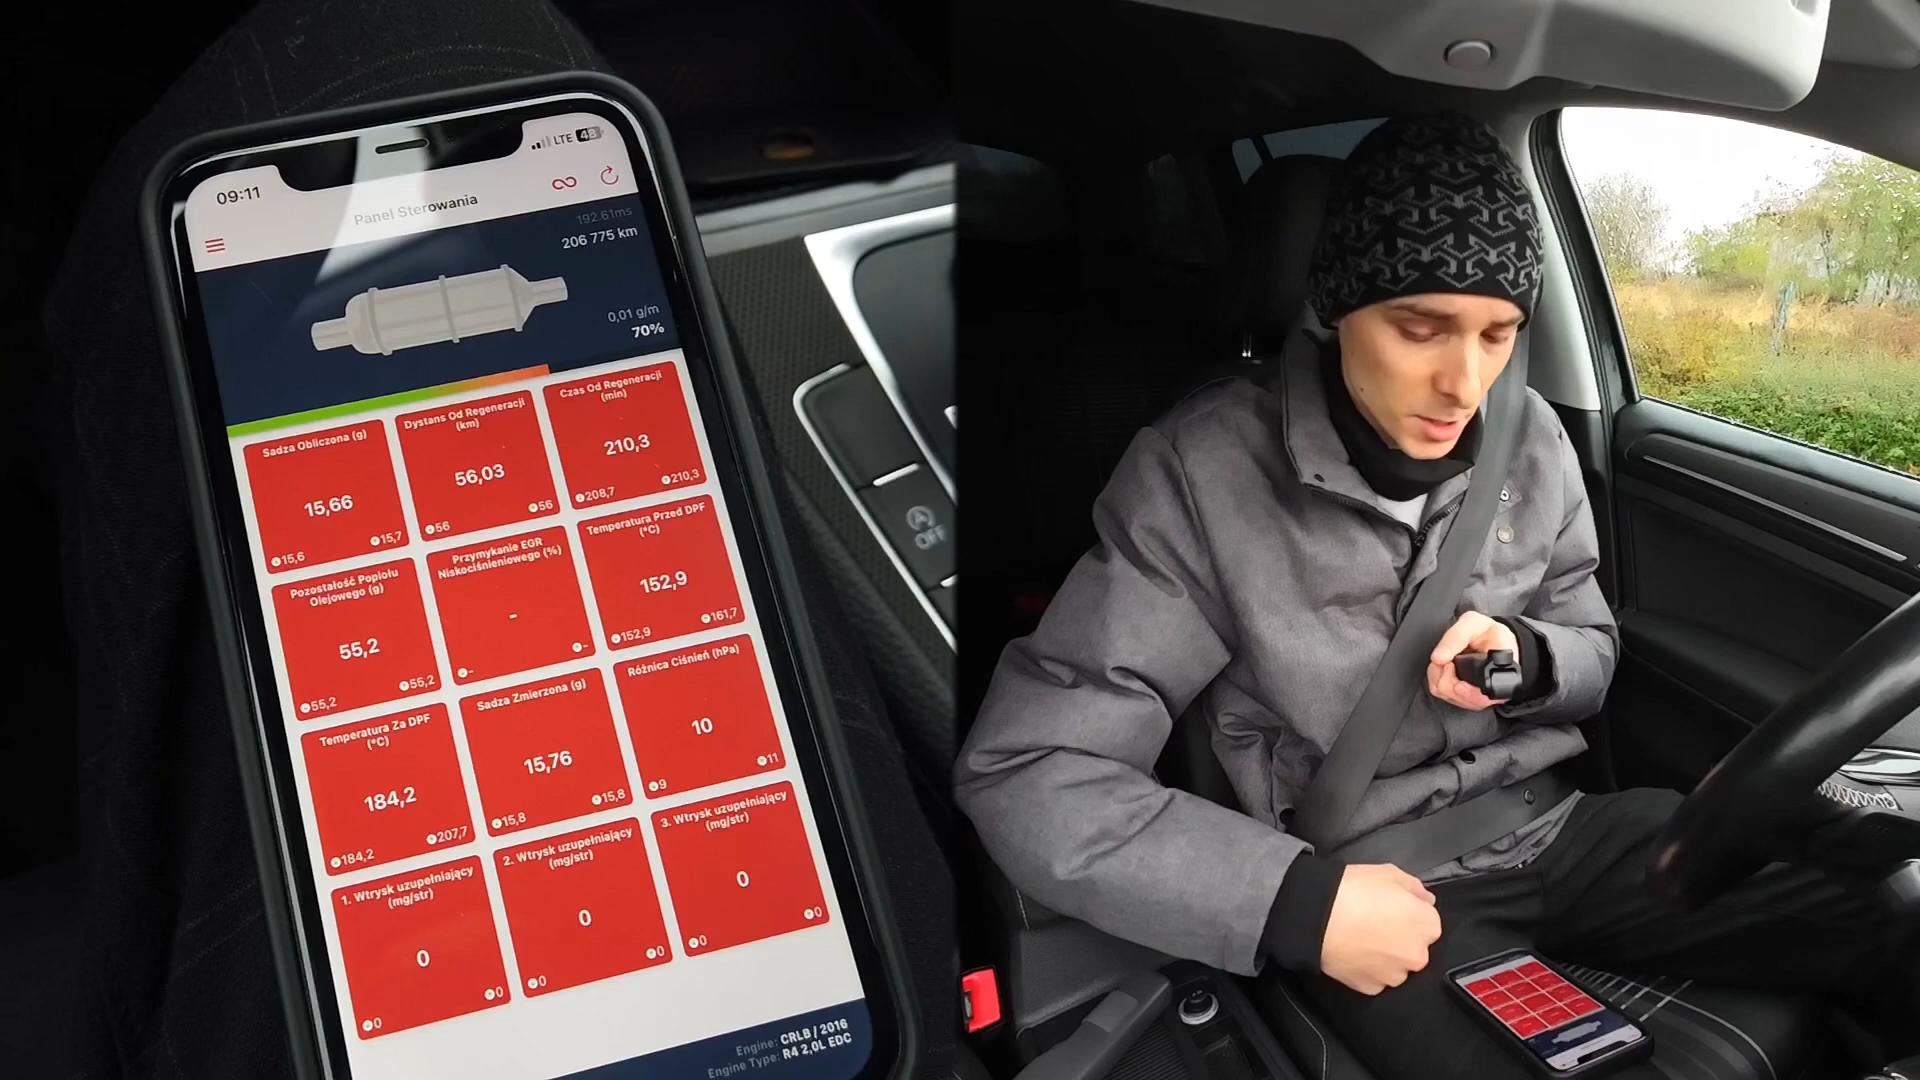 09:11
LTE 48
Panel Sterowania
192.61ms
206 775 km
0,01 g/m
70%
Sadza Obliczona (g)
15,66
15,6
15,7
Dystans Od Regeneracji
(km)
56,03
56
56
Czas Od Regeneracji
(min)
210,3
208,7
210,3
Pozostałość Popiołu
Olejowego (g)
55,2
55,2
55,2
Przymykanie EGR
Niskociśnieniowego (%)
-
-
-
Temperatura Przed DPF
(°C)
152,9
152,9
161,7
Temperatura Za DPF
(°C)
184,2
184,2
207,7
Sadza Zmierzona (g)
15,76
15,8
15,8
Różnica Ciśnień (hPa)
10
9
11
1. Wtrysk uzupełniający
(mg/str)
0
0
0
2. Wtrysk uzupełniający
(mg/str)
0
0
0
3. Wtrysk uzupełniający
(mg/str)
0
0
0
Engine: CRLB / 2016
Engine Type: R4 2,0L EDC
A
OFF